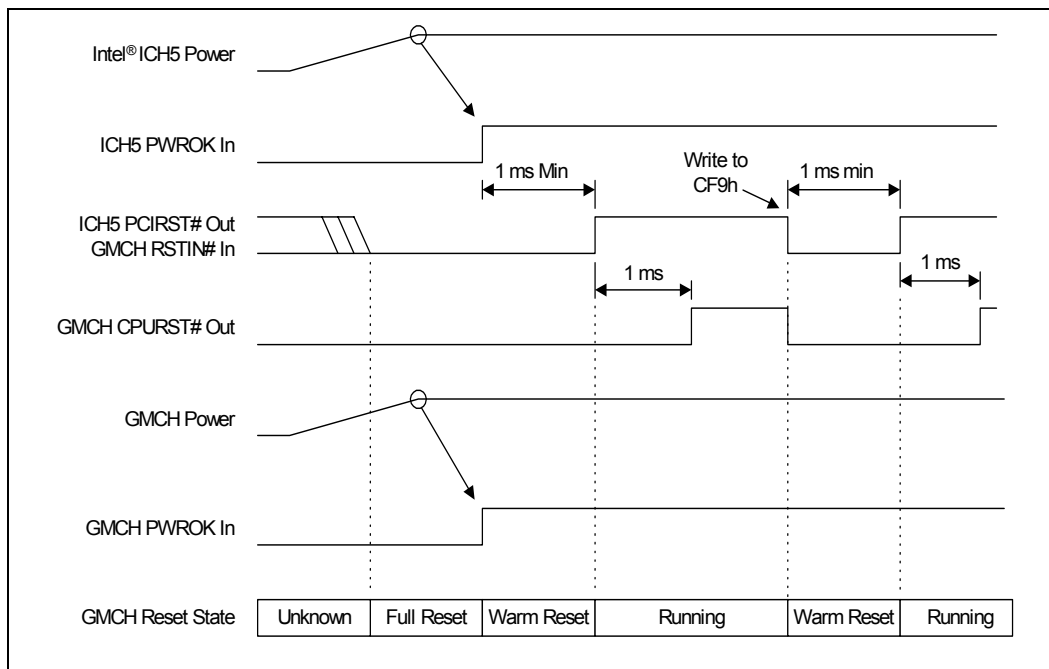 Intel® ICH5 Power
ICH5 PWROK In
1 ms Min
Write to
CF9h
1 ms min
ICH5 PCIRST# Out
GMCH RSTIN# In
1 ms
1 ms
GMCH CPURST# Out
GMCH Power
GMCH PWROK In
GMCH Reset State
Unknown
Full Reset
Warm Reset
Running
Warm Reset
Running